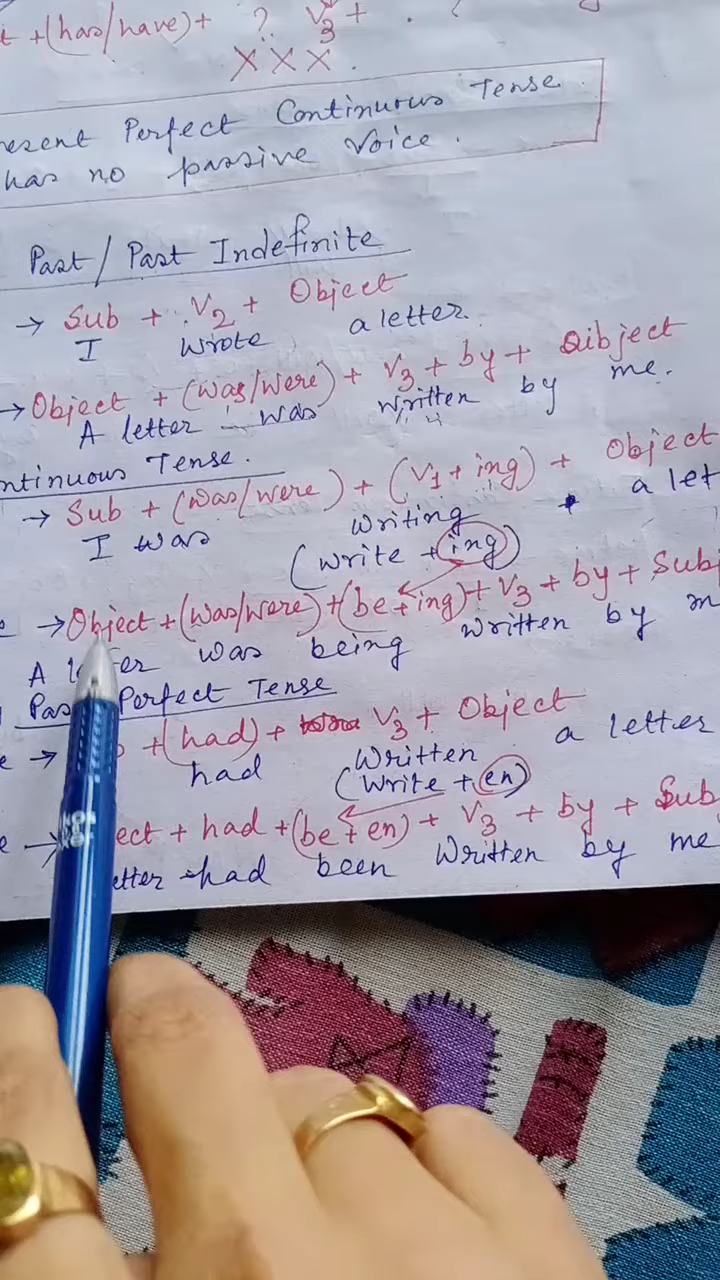 +(has/have)+ ? V3 + . ?
X X X .
Present Perfect Continuous Tense.
has no passive Voice.
Past/Past Indefinite
→ Sub + V2 + Object
I wrote a letter.
→ Object + (was/were) + V3 + by + Subject
A letter was written by me.
Continuous Tense.
→ Sub + (was/were) + (V1 + ing) + Object
I was writing a let
(write + ing)
→ Object + (was/were) + (be + ing) + V3 + by + Subj
A letter was being written by m
Past Perfect Tense
→ + (had) + V3 + Object
had written a letter
(write + en)
→ ect + had + (be + en) + V3 + by + Sub
etter had been written by me